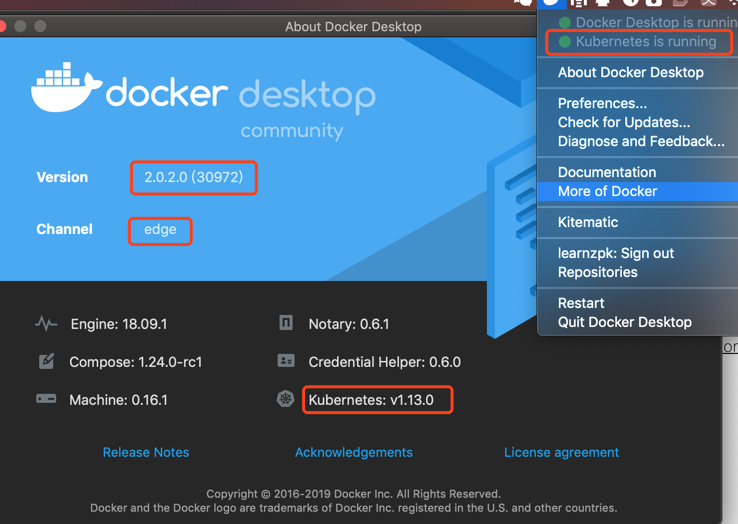 About Docker Desktop
docker desktop
community
Version 2.0.2.0 (30972)
Channel edge
Engine: 18.09.1
Notary: 0.6.1
Compose: 1.24.0-rc1
Credential Helper: 0.6.0
Machine: 0.16.1
Kubernetes: v1.13.0
Release Notes
Acknowledgements
License agreement
Copyright © 2016-2019 Docker Inc. All Rights Reserved.
Docker and the Docker logo are trademarks of Docker Inc. registered in the U.S. and other countries.
Docker Desktop is runnin
Kubernetes is running
About Docker Desktop
Preferences...
Check for Updates...
Diagnose and Feedback...
Documentation
More of Docker
Kitematic
learnzpk: Sign out
Repositories
Restart
Quit Docker Desktop